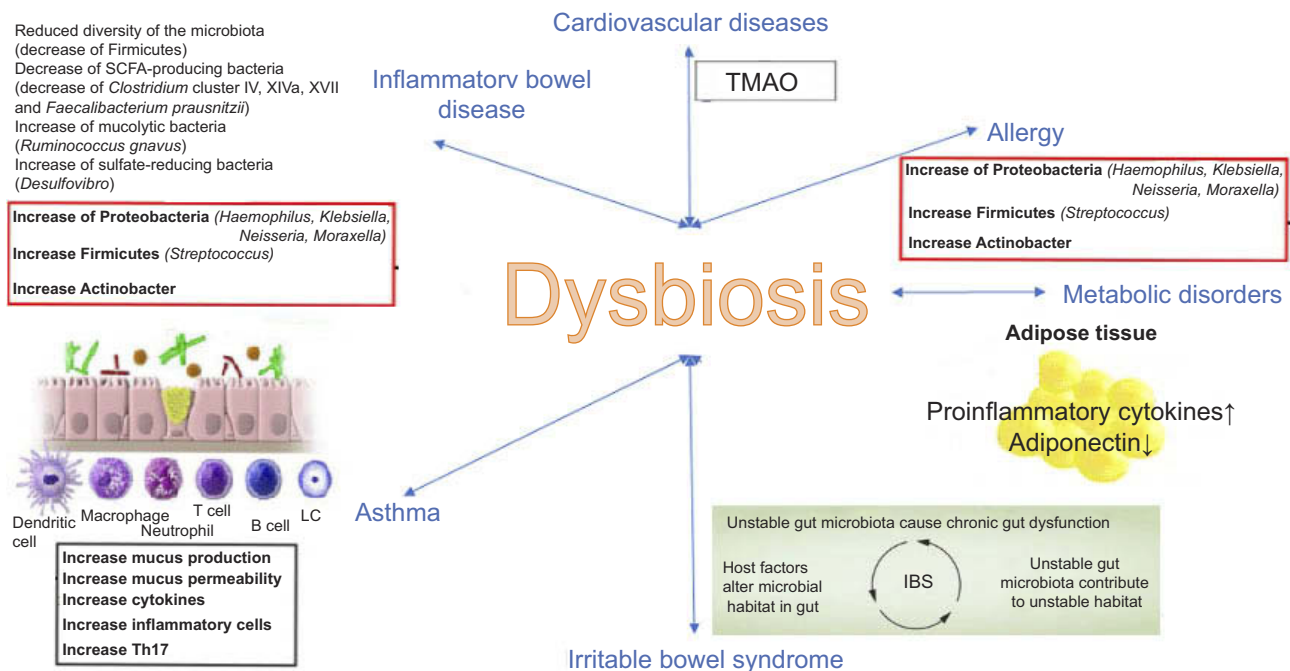 Cardiovascular diseases
TMAO
Reduced diversity of the microbiota
(decrease of Firmicutes)
Decrease of SCFA-producing bacteria
(decrease of Clostridium cluster IV, XIVa, XVII
and Faecalibacterium prausnitzii)
Increase of mucolytic bacteria
(Ruminococcus gnavus)
Increase of sulfate-reducing bacteria
(Desulfovibro)
Inflammatorv bowel
disease
Allergy
Increase of Proteobacteria (Haemophilus, Klebsiella,
Neisseria, Moraxella)
Increase Firmicutes (Streptococcus)
Increase Actinobacter
Increase of Proteobacteria (Haemophilus, Klebsiella,
Neisseria, Moraxella)
Increase Firmicutes (Streptococcus)
Increase Actinobacter
Dysbiosis
Metabolic disorders
Adipose tissue
Proinflammatory cytokines↑
Adiponectin↓
Dendritic
cell
Macrophage
Neutrophil
T cell
B cell
LC
Asthma
Increase mucus production
Increase mucus permeability
Increase cytokines
Increase inflammatory cells
Increase Th17
Unstable gut microbiota cause chronic gut dysfunction
Host factors
alter microbial
habitat in gut
IBS
Unstable gut
microbiota contribute
to unstable habitat
Irritable bowel syndrome